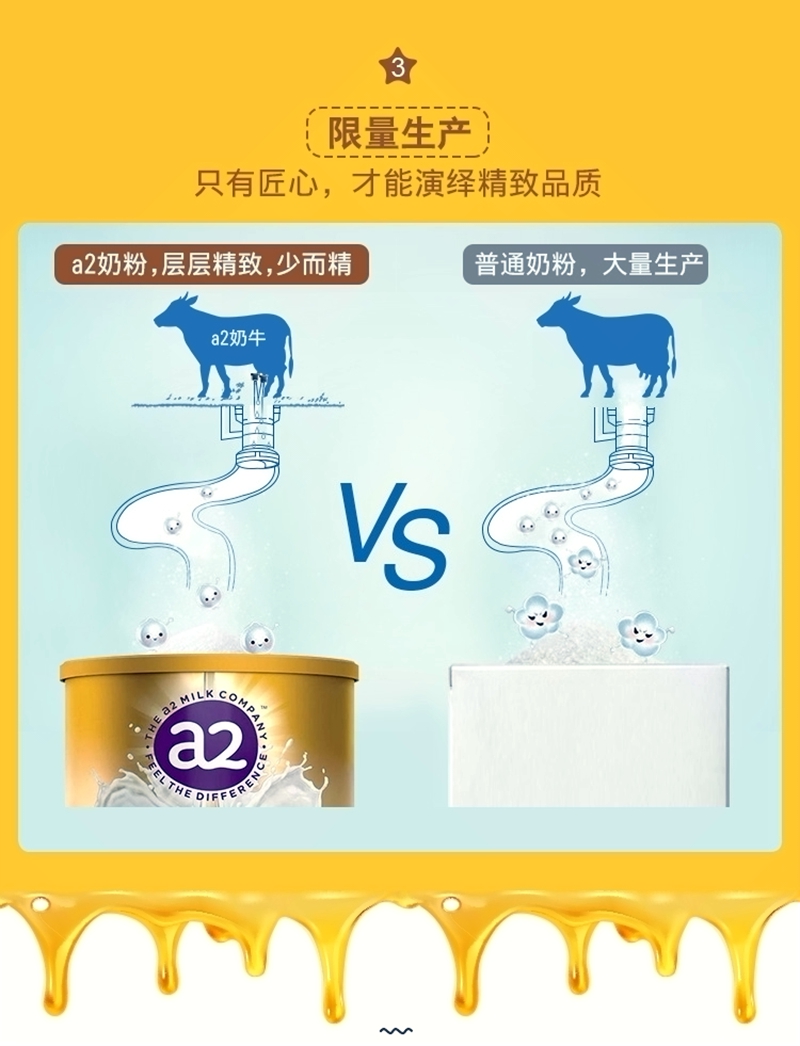 3
限量生产
只有匠心，才能演绎精致品质
a2奶粉,层层精致,少而精
普通奶粉，大量生产
a2奶牛
VS
THE a2 MILK COMPANY™
a2
FEEL THE DIFFERENCE